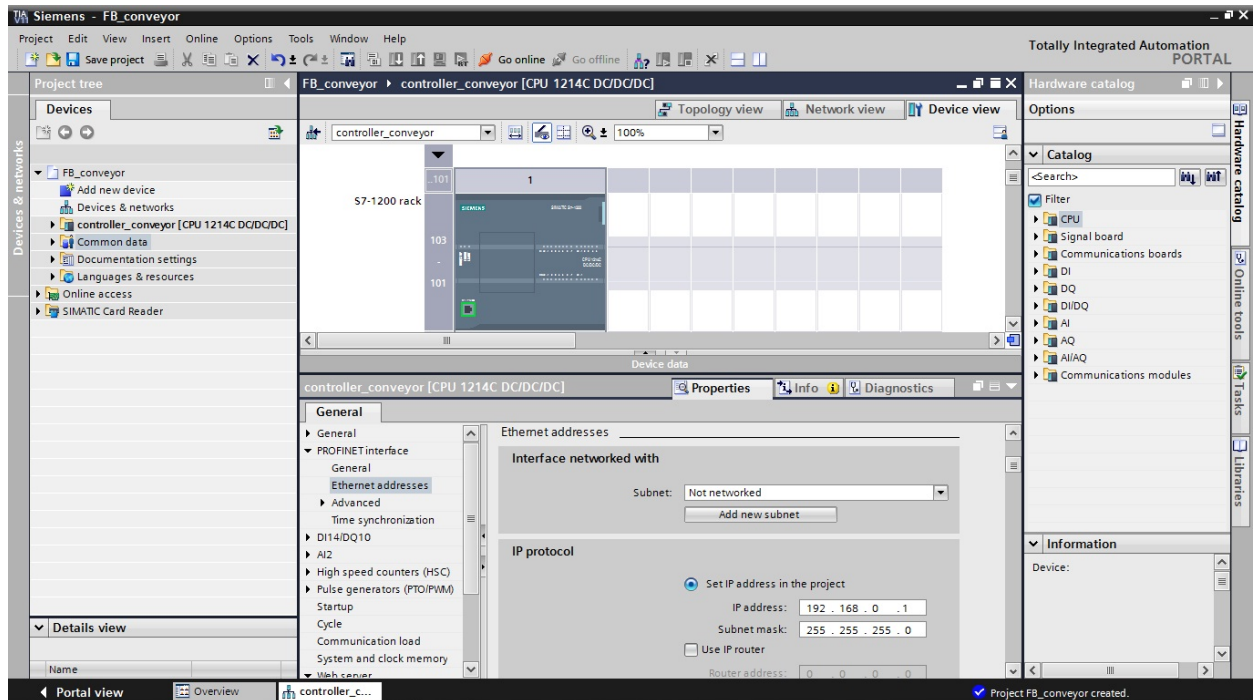 Siemens - FB_conveyor
Project Edit View Insert Online Options Tools Window Help
Save project Go online Go offline
Totally Integrated Automation
PORTAL
Project tree
Devices
FB_conveyor
Add new device
Devices & networks
controller_conveyor [CPU 1214C DC/DC/DC]
Common data
Documentation settings
Languages & resources
Online access
SIMATIC Card Reader
Details view
Name
Devices & networks
FB_conveyor controller_conveyor [CPU 1214C DC/DC/DC]
Topology view Network view Device view
controller_conveyor 100%
..101 1
S7-1200 rack
SIEMENS
103
-
101
Device data
controller_conveyor [CPU 1214C DC/DC/DC]
Properties Info Diagnostics
General
General
PROFINET interface
General
Ethernet addresses
Advanced
Time synchronization
DI14/DQ10
AI2
High speed counters (HSC)
Pulse generators (PTO/PWM)
Startup
Cycle
Communication load
System and clock memory
Web server
Ethernet addresses
Interface networked with
Subnet: Not networked
Add new subnet
IP protocol
Set IP address in the project
IP address: 192 . 168 . 0 . 1
Subnet mask: 255 . 255 . 255 . 0
Use IP router
Router address: 0 . 0 . 0 . 0
Hardware catalog
Options
Catalog
<Search>
Filter
CPU
Signal board
Communications boards
DI
DQ
DI/DQ
AI
AQ
AI/AQ
Communications modules
Information
Device:
Hardware catalog
Online tools
Tasks
Libraries
Portal view Overview controller_c...
Project FB_conveyor created.